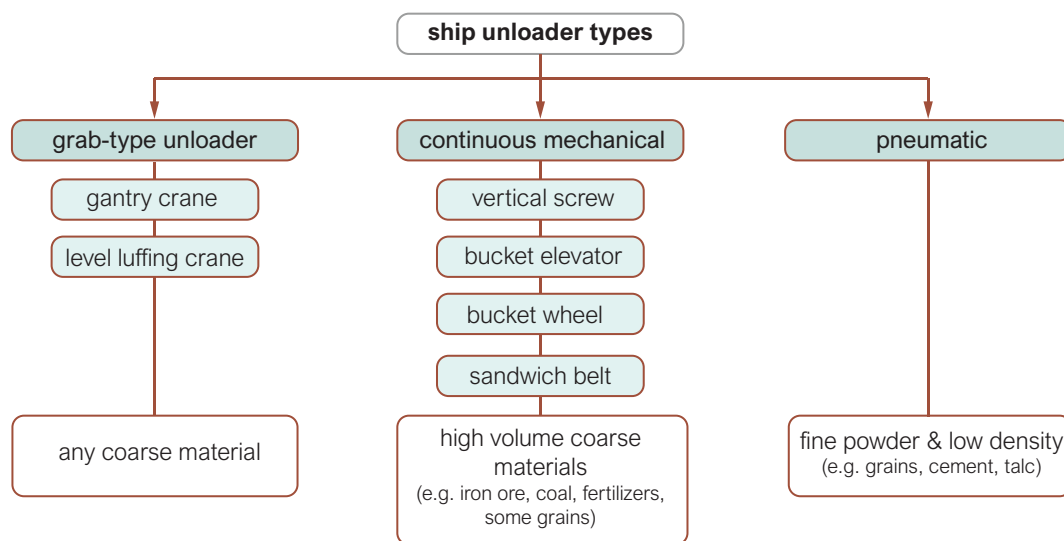 ship unloader types
grab-type unloader
continuous mechanical
pneumatic
gantry crane
vertical screw
level luffing crane
bucket elevator
bucket wheel
sandwich belt
any coarse material
high volume coarse
materials
(e.g. iron ore, coal, fertilizers,
some grains)
fine powder & low density
(e.g. grains, cement, talc)